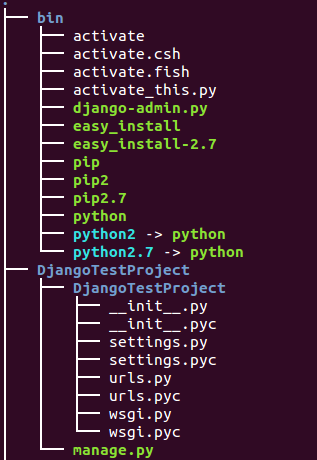 .
bin
activate
activate.csh
activate.fish
activate_this.py
django-admin.py
easy_install
easy_install-2.7
pip
pip2
pip2.7
python
python2 -> python
python2.7 -> python
DjangoTestProject
DjangoTestProject
__init__.py
__init__.pyc
settings.py
settings.pyc
urls.py
urls.pyc
wsgi.py
wsgi.pyc
manage.py